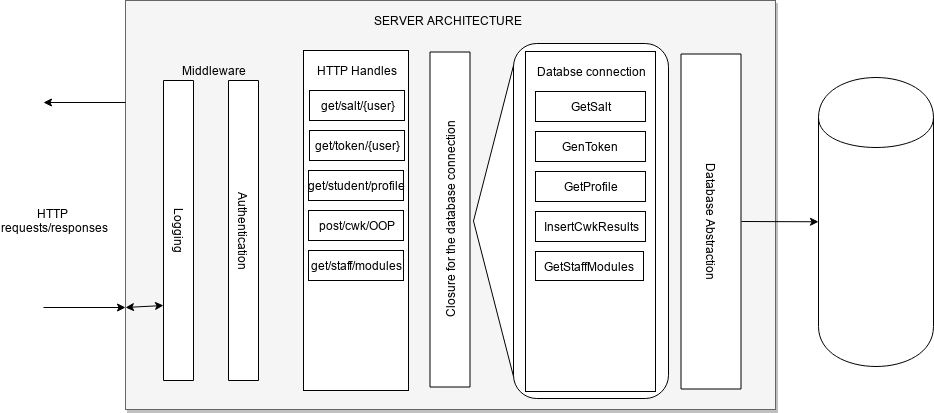 SERVER ARCHITECTURE
Middleware
Logging
Authentication
HTTP
requests/responses
HTTP Handles
get/salt/{user}
get/token/{user}
get/student/profile
post/cwk/OOP
get/staff/modules
Closure for the database connection
Databse connection
GetSalt
GenToken
GetProfile
InsertCwkResults
GetStaffModules
Database Abstraction